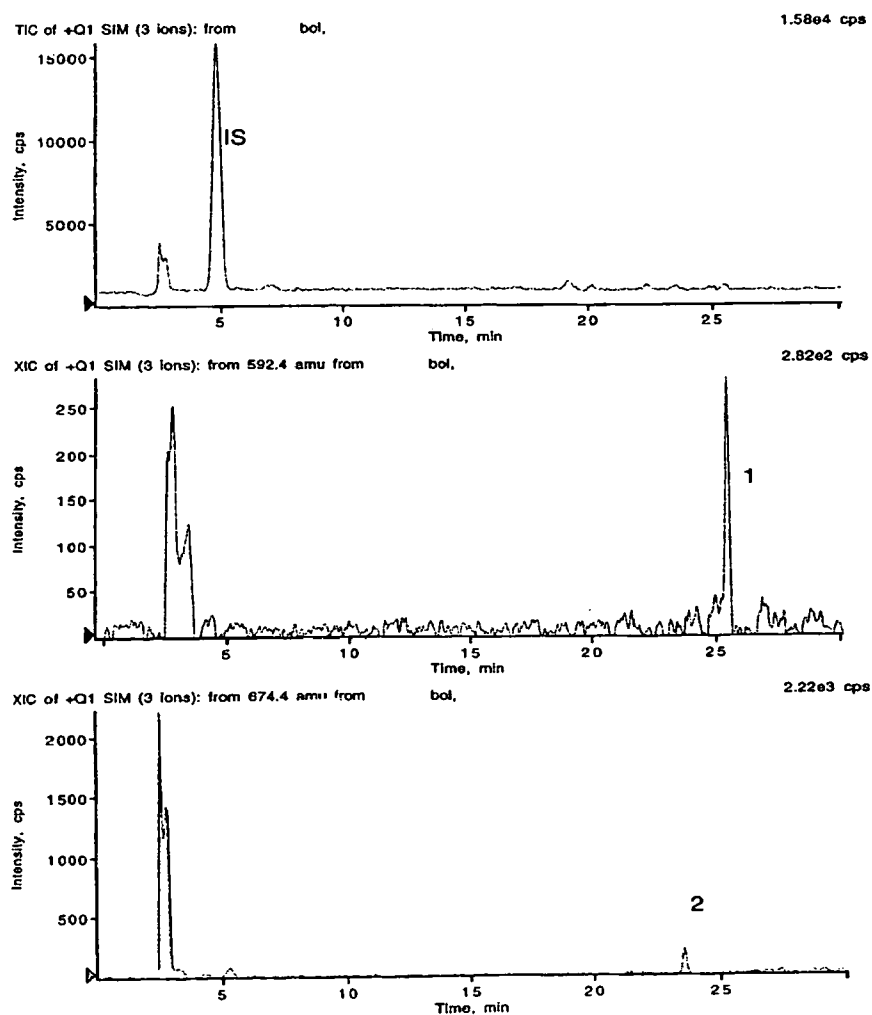 TIC of +Q1 SIM (3 ions): from bol, 1.58e4 cps
15000
10000
5000
Intensity, cps
IS
5 10 15 20 25
Time, min
XIC of +Q1 SIM (3 ions): from 592.4 amu from bol, 2.82e2 cps
250
200
150
100
50
Intensity, cps
1
5 10 15 20 25
Time, min
XIC of +Q1 SIM (3 ions): from 674.4 amu from bol, 2.22e3 cps
2000
1500
1000
500
Intensity, cps
2
5 10 15 20 25
Time, min